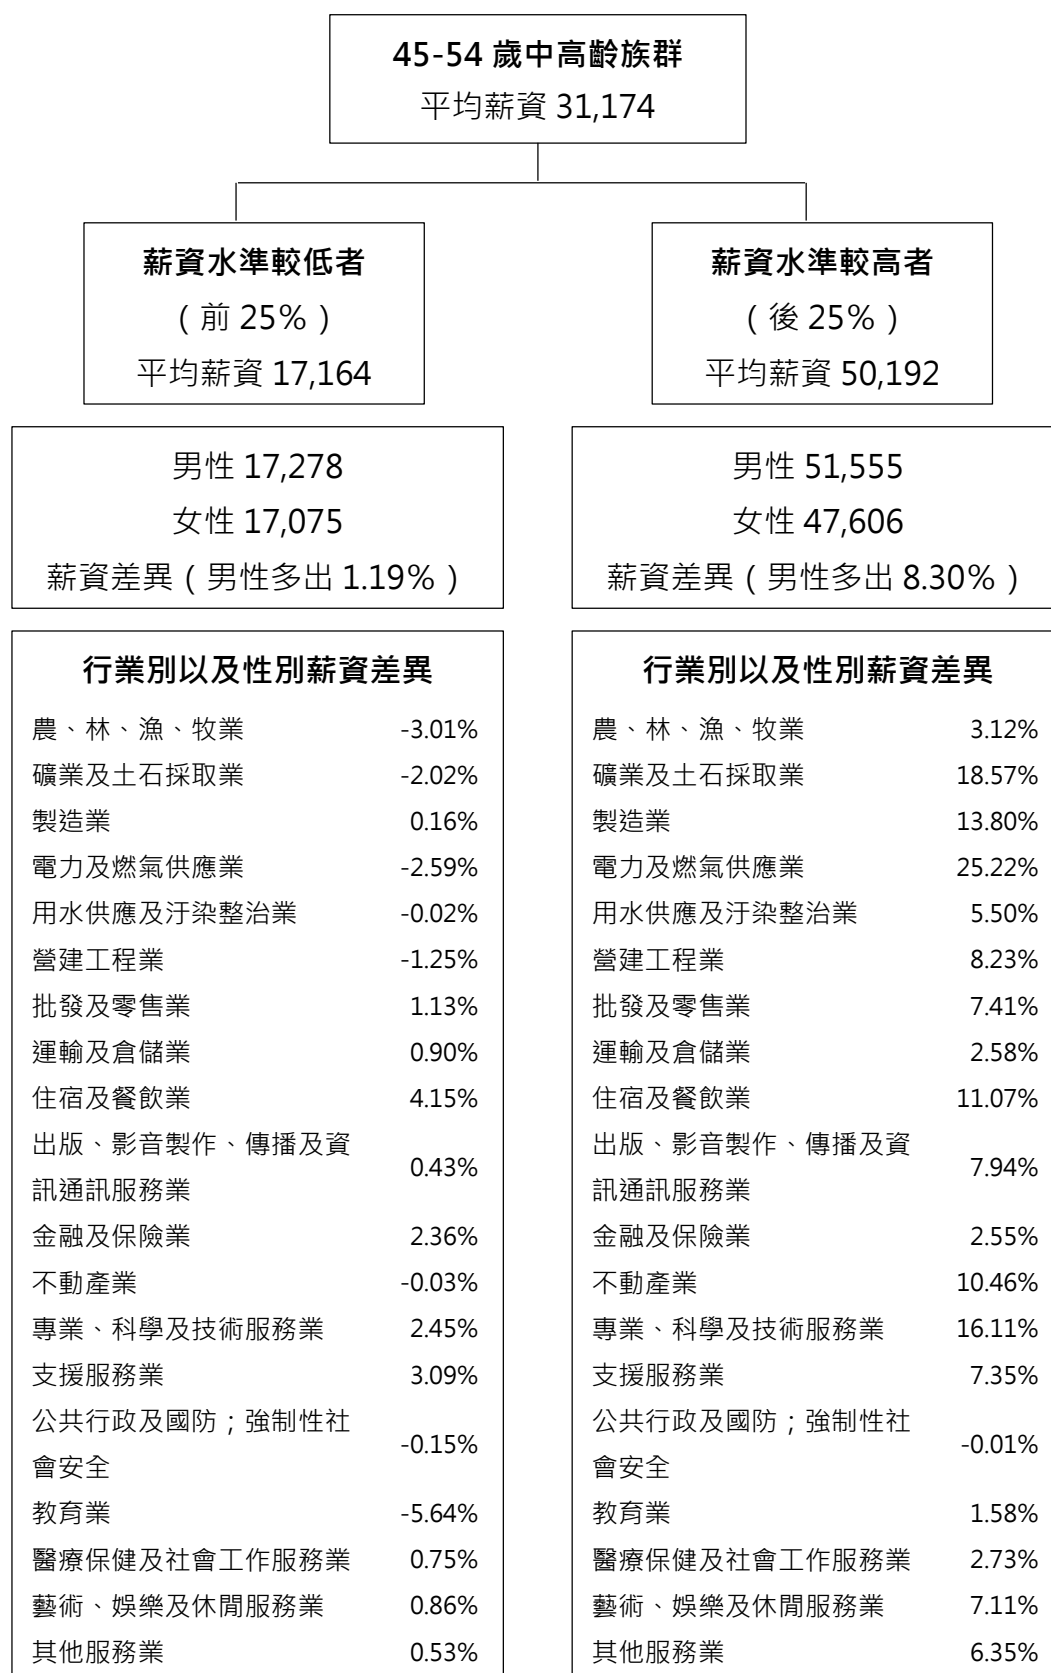 45-54 歲中高齡族群
平均薪資 31,174
薪資水準較低者
（前 25%）
平均薪資 17,164
薪資水準較高者
（後 25%）
平均薪資 50,192
男性 17,278
女性 17,075
薪資差異（男性多出 1.19%）
男性 51,555
女性 47,606
薪資差異（男性多出 8.30%）
行業別以及性別薪資差異
農、林、漁、牧業 -3.01%
礦業及土石採取業 -2.02%
製造業 0.16%
電力及燃氣供應業 -2.59%
用水供應及汙染整治業 -0.02%
營建工程業 -1.25%
批發及零售業 1.13%
運輸及倉儲業 0.90%
住宿及餐飲業 4.15%
出版、影音製作、傳播及資
訊通訊服務業 0.43%
金融及保險業 2.36%
不動產業 -0.03%
專業、科學及技術服務業 2.45%
支援服務業 3.09%
公共行政及國防；強制性社
會安全 -0.15%
教育業 -5.64%
醫療保健及社會工作服務業 0.75%
藝術、娛樂及休閒服務業 0.86%
其他服務業 0.53%
行業別以及性別薪資差異
農、林、漁、牧業 3.12%
礦業及土石採取業 18.57%
製造業 13.80%
電力及燃氣供應業 25.22%
用水供應及汙染整治業 5.50%
營建工程業 8.23%
批發及零售業 7.41%
運輸及倉儲業 2.58%
住宿及餐飲業 11.07%
出版、影音製作、傳播及資
訊通訊服務業 7.94%
金融及保險業 2.55%
不動產業 10.46%
專業、科學及技術服務業 16.11%
支援服務業 7.35%
公共行政及國防；強制性社
會安全 -0.01%
教育業 1.58%
醫療保健及社會工作服務業 2.73%
藝術、娛樂及休閒服務業 7.11%
其他服務業 6.35%